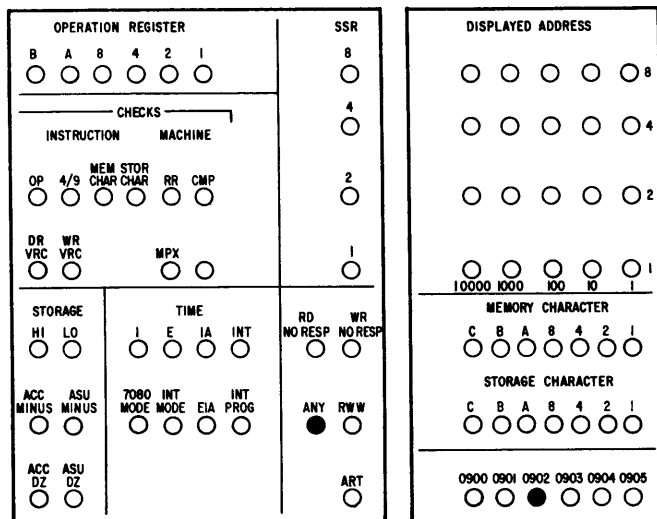 OPERATION REGISTER
B A 8 4 2 1
CHECKS
INSTRUCTION MACHINE
MEM STOR
OP 4/9 CHAR CHAR RR CMP
DR WR
VRC VRC MPX
SSR
8
4
2
1
STORAGE
HI LO
ACC ASU
MINUS MINUS
ACC ASU
DZ DZ
TIME
I E IA INT
7080 INT INT
MODE MODE EIA PROG
RD WR
NO RESP NO RESP
ANY RWW
ART
DISPLAYED ADDRESS
8
4
2
1
10000 1000 100 10 1
MEMORY CHARACTER
C B A 8 4 2 1
STORAGE CHARACTER
C B A 8 4 2 1
0900 0901 0902 0903 0904 0905